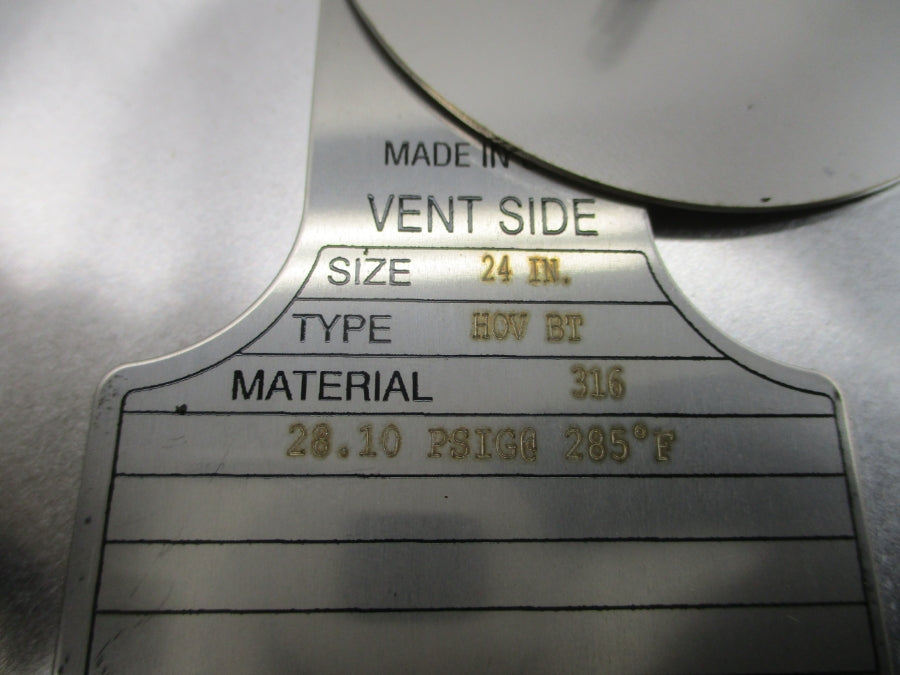 MADE IN
VENT SIDE
SIZE 24 IN.
TYPE HOV BT
MATERIAL 316
28.10 PSIG@ 285°F